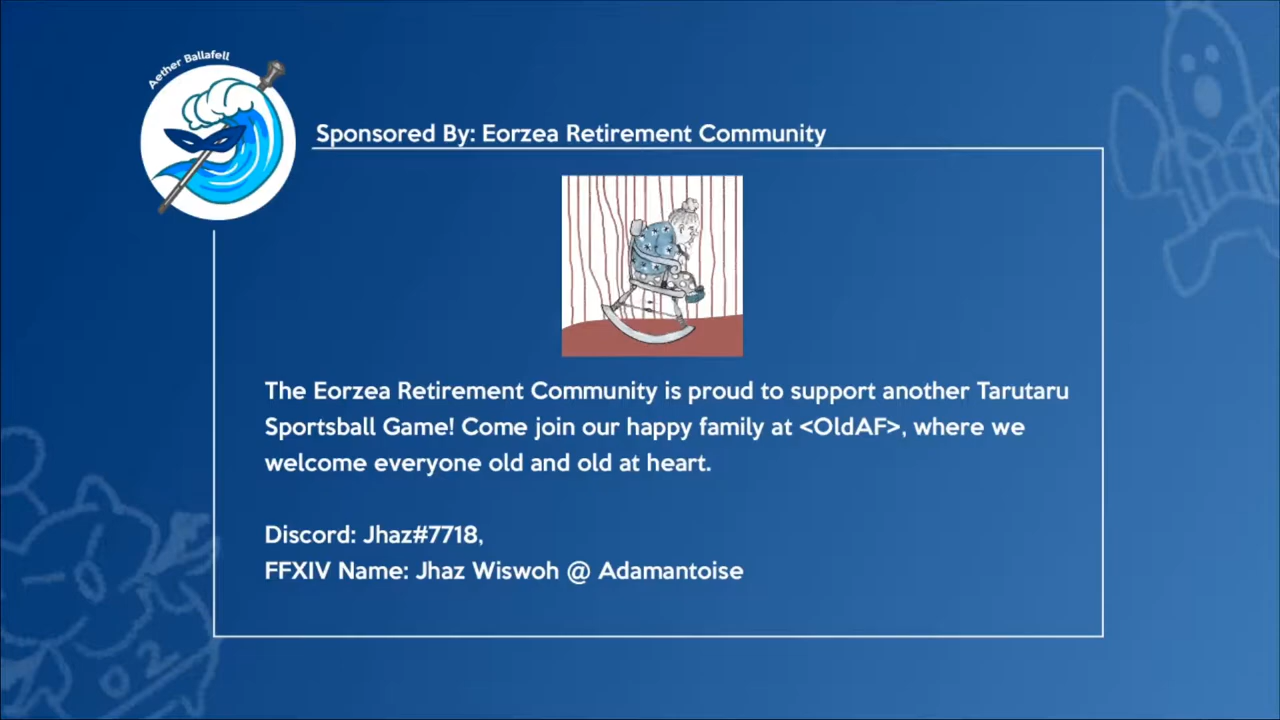 Aether Ballafell
Sponsored By: Eorzea Retirement Community
The Eorzea Retirement Community is proud to support another Tarutaru
Sportsball Game! Come join our happy family at <OldAF>, where we
welcome everyone old and old at heart.
Discord: Jhaz#7718,
FFXIV Name: Jhaz Wiswoh @ Adamantoise
02